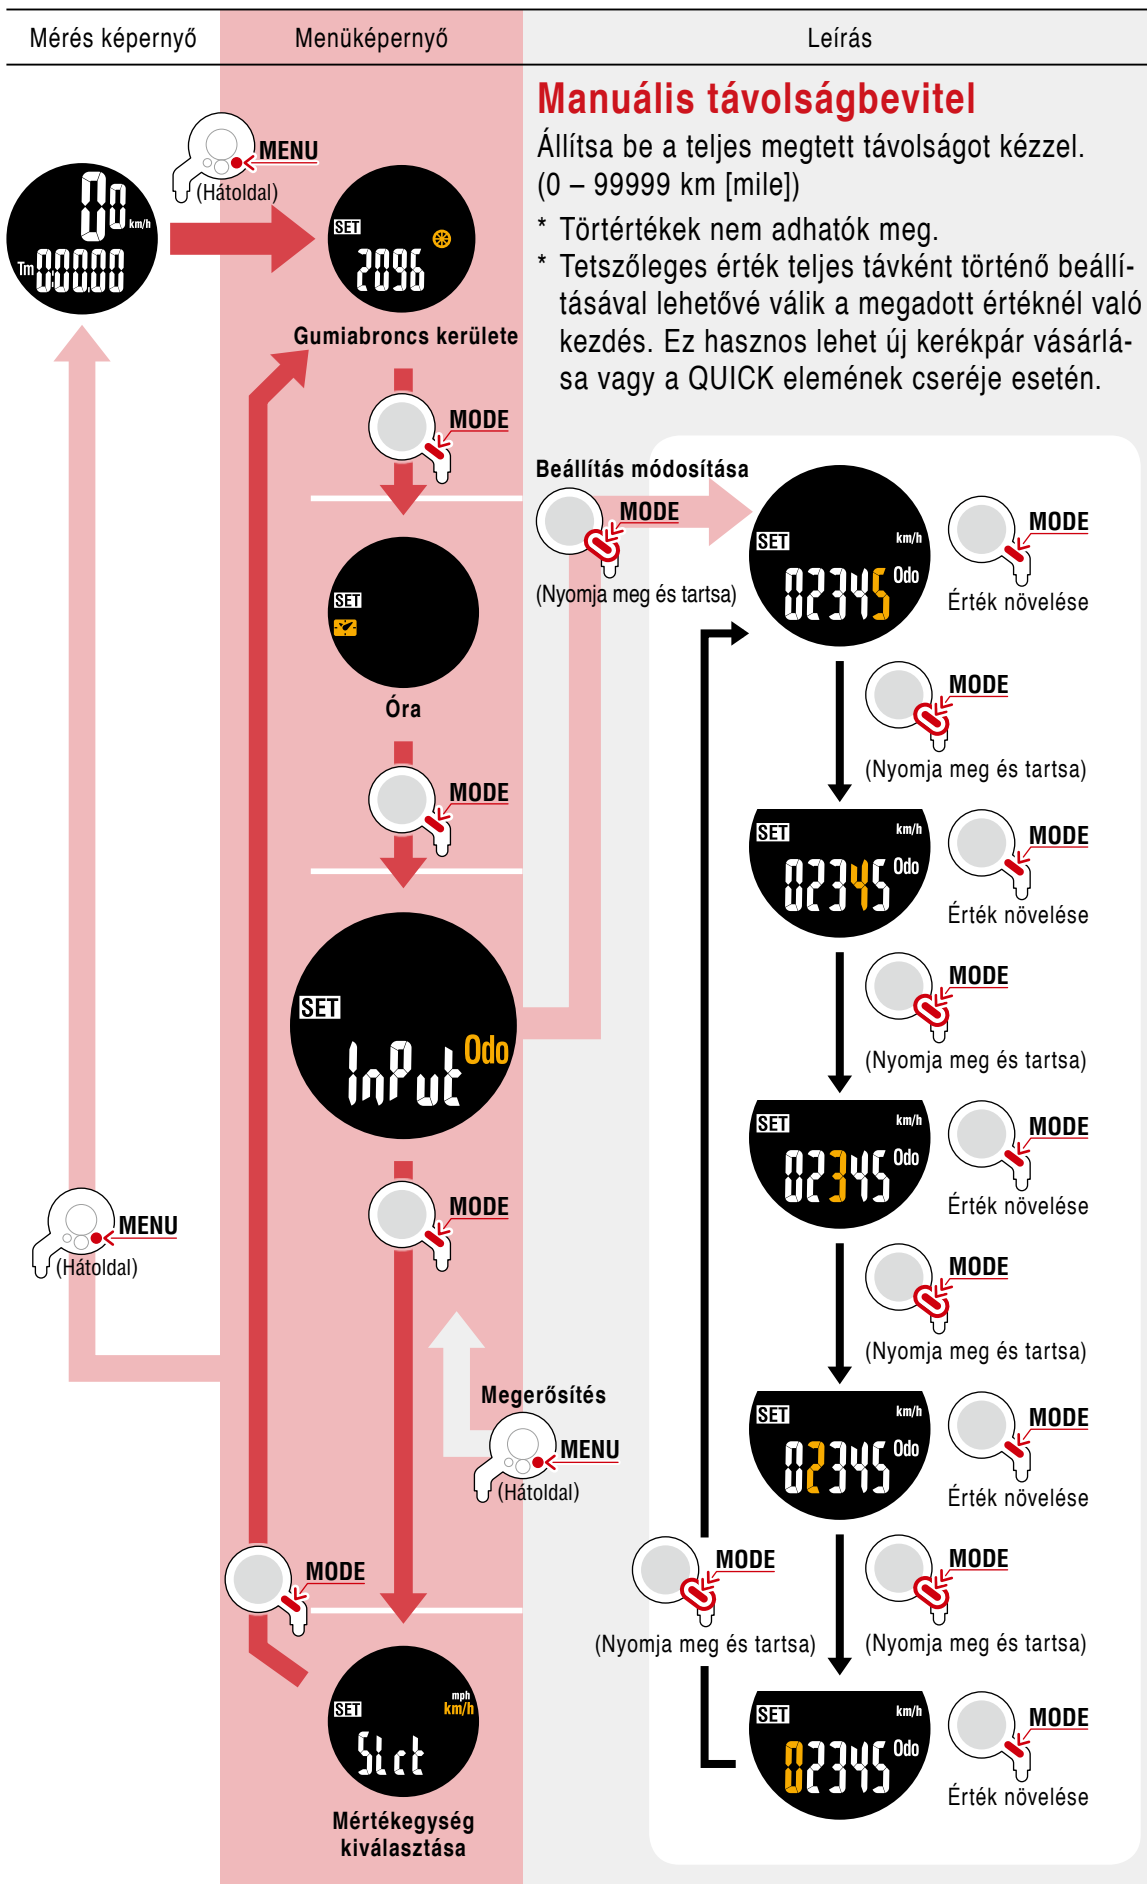 Mérés képernyő
Menüképernyő
Leírás
Manuális távolságbevitel
Állítsa be a teljes megtett távolságot kézzel.
(0 – 99999 km [mile])
* Törtértékek nem adhatók meg.
* Tetszőleges érték teljes távként történő beállí-
tásával lehetővé válik a megadott értéknél való
kezdés. Ez hasznos lehet új kerékpár vásárlá-
sa vagy a QUICK elemének cseréje esetén.
MENU
(Hátoldal)
0.0 km/h
Tm 0:00.00
SET
2096
Gumiabroncs kerülete
MODE
SET
Óra
MODE
SET
Odo
InPut
MODE
MENU
(Hátoldal)
Megerősítés
MENU
(Hátoldal)
MODE
SET
mph
km/h
Slct
Mértékegység
kiválasztása
Beállítás módosítása
MODE
(Nyomja meg és tartsa)
SET
km/h
02345 Odo
MODE
Érték növelése
MODE
(Nyomja meg és tartsa)
SET
km/h
02345 Odo
MODE
Érték növelése
MODE
(Nyomja meg és tartsa)
SET
km/h
02345 Odo
MODE
Érték növelése
MODE
(Nyomja meg és tartsa)
SET
km/h
02345 Odo
MODE
Érték növelése
MODE
(Nyomja meg és tartsa)
MODE
(Nyomja meg és tartsa)
SET
km/h
02345 Odo
MODE
Érték növelése